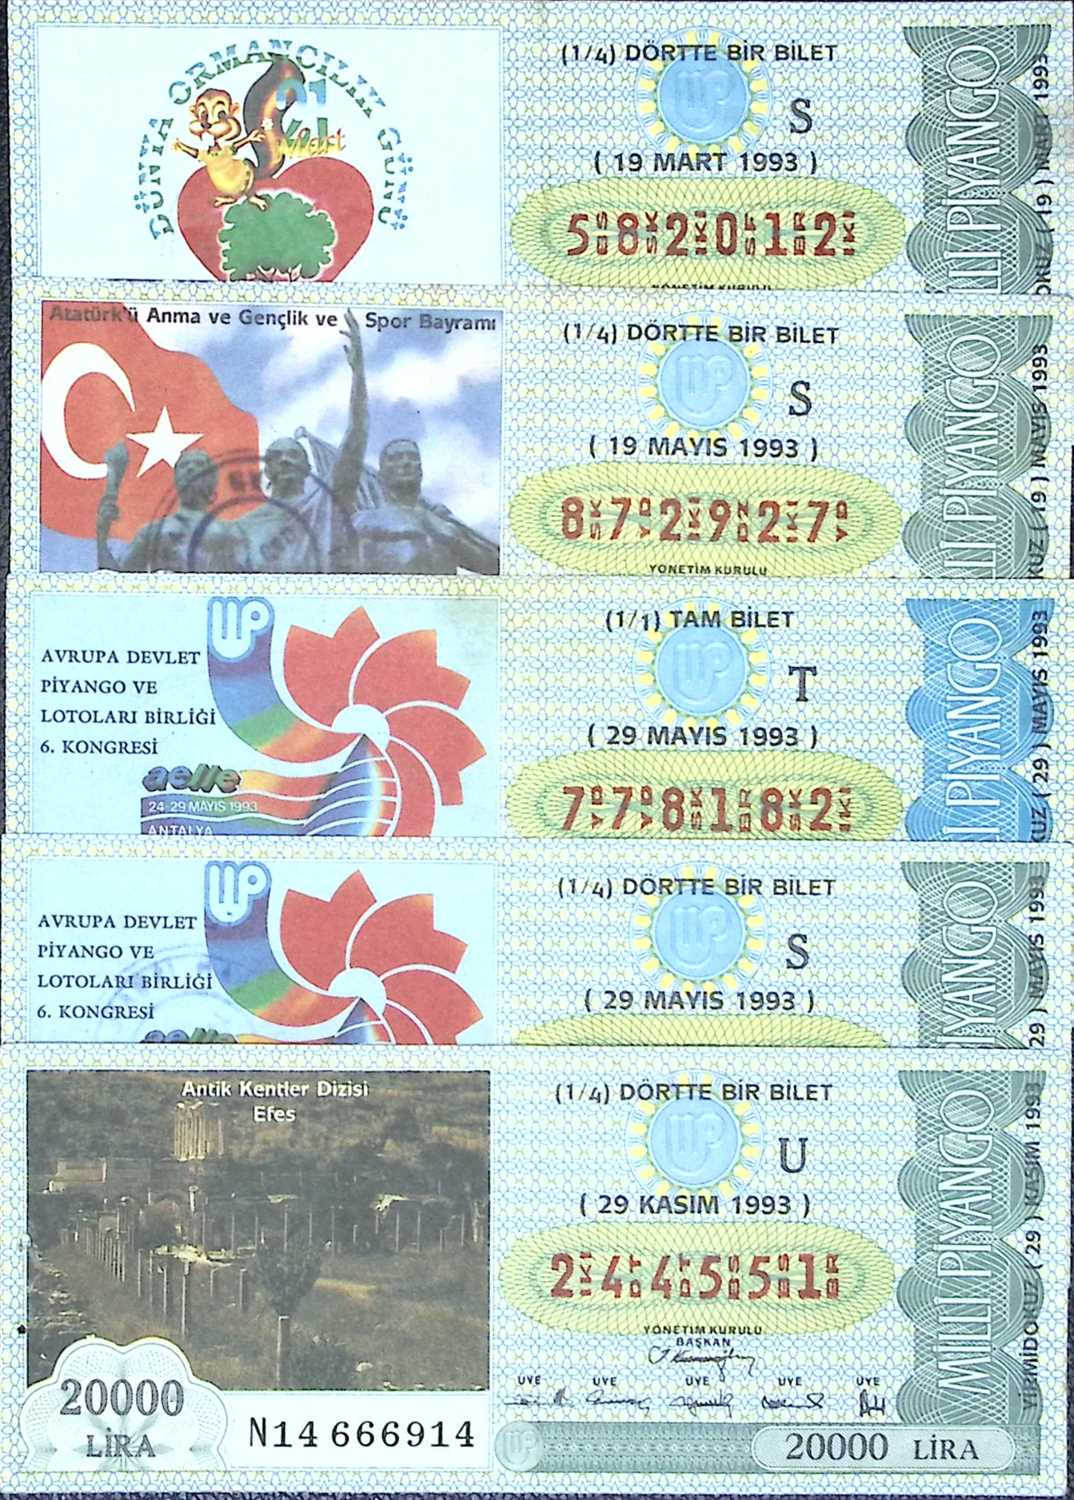 DÜNYA ORMANCILIK GÜNÜ
21
(1/4) DÖRTTE BİR BİLET
S
( 19 MART 1993 )
582012
YÖNETİM KURULU
MİLLİ PİYANGO
( 19 ) MART 1993
Atatürk'ü Anma ve Gençlik ve Spor Bayramı
(1/4) DÖRTTE BİR BİLET
S
( 19 MAYIS 1993 )
872927
YÖNETİM KURULU
LLİ PİYANGO
KUZ ( 19 ) MAYIS 1993
AVRUPA DEVLET
PİYANGO VE
LOTOLARI BİRLİĞİ
6. KONGRESİ
aelle
24-29 MAYIS 1993
ANTALYA
(1/1) TAM BİLET
T
( 29 MAYIS 1993 )
778182
İ PİYANGO
KUZ ( 29 ) MAYIS 1993
AVRUPA DEVLET
PİYANGO VE
LOTOLARI BİRLİĞİ
6. KONGRESİ
aelle
(1/4) DÖRTTE BİR BİLET
S
( 29 MAYIS 1993 )
İYANGO
29 ) MAYIS 1993
Antik Kentler Dizisi
Efes
(1/4) DÖRTTE BİR BİLET
U
( 29 KASIM 1993 )
244551
YÖNETİM KURULU
BAŞKAN
ÜYE ÜYE ÜYE ÜYE ÜYE
MİLLİ PİYANGO
YİRMİDOKUZ ( 29 ) KASIM 1993
20000
LİRA
N14 666914
20000 LİRA